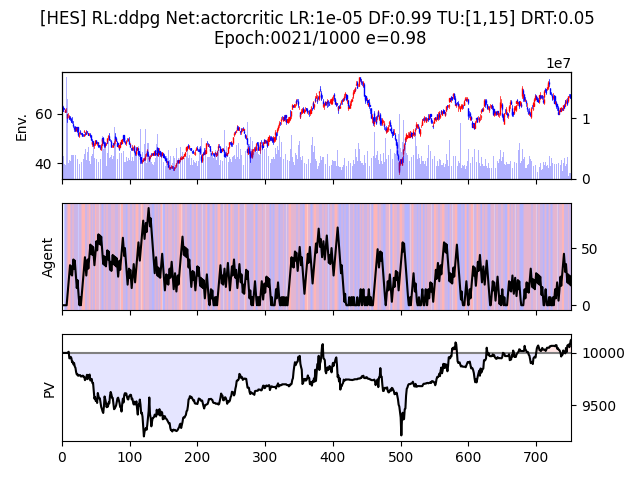 [HES] RL:ddpg Net:actorcritic LR:1e-05 DF:0.99 TU:[1,15] DRT:0.05
Epoch:0021/1000 e=0.98
1e7
Env.
60
40
1
0
Agent
50
0
PV
10000
9500
0 100 200 300 400 500 600 700